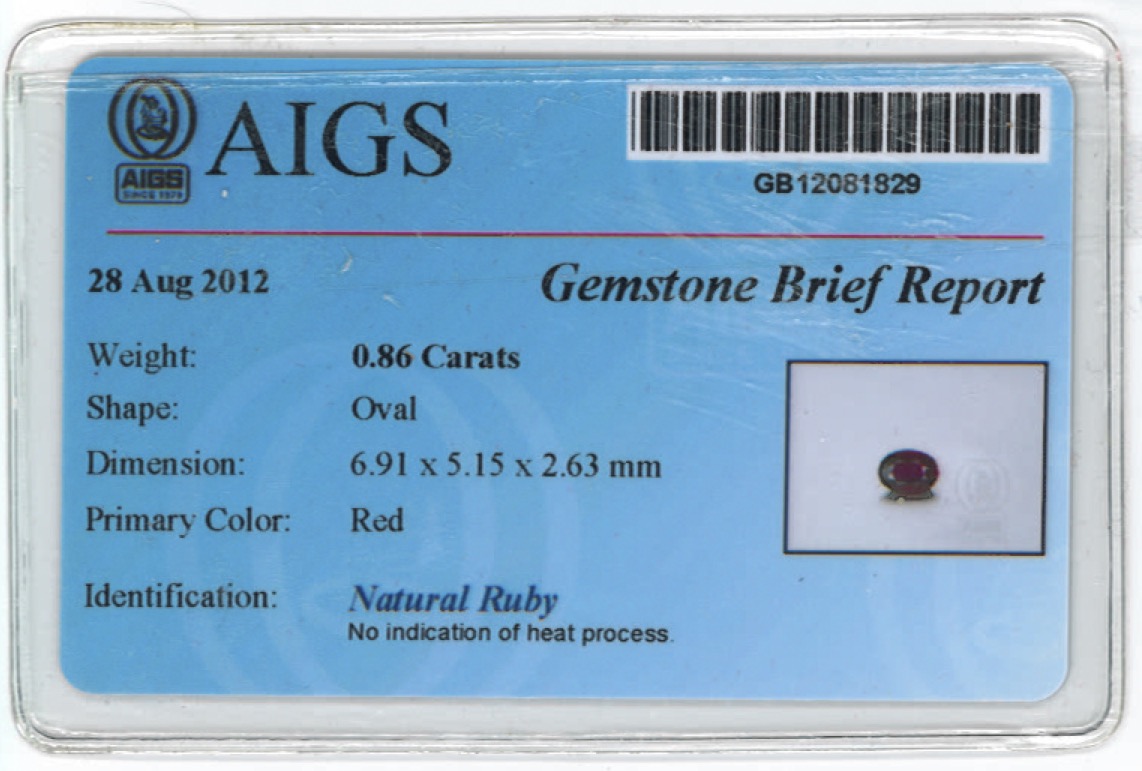 AIGS
AIGS
SINCE 1978
GB12081829
28 Aug 2012
Gemstone Brief Report
Weight: 0.86 Carats
Shape: Oval
Dimension: 6.91 x 5.15 x 2.63 mm
Primary Color: Red
Identification: Natural Ruby
No indication of heat process.